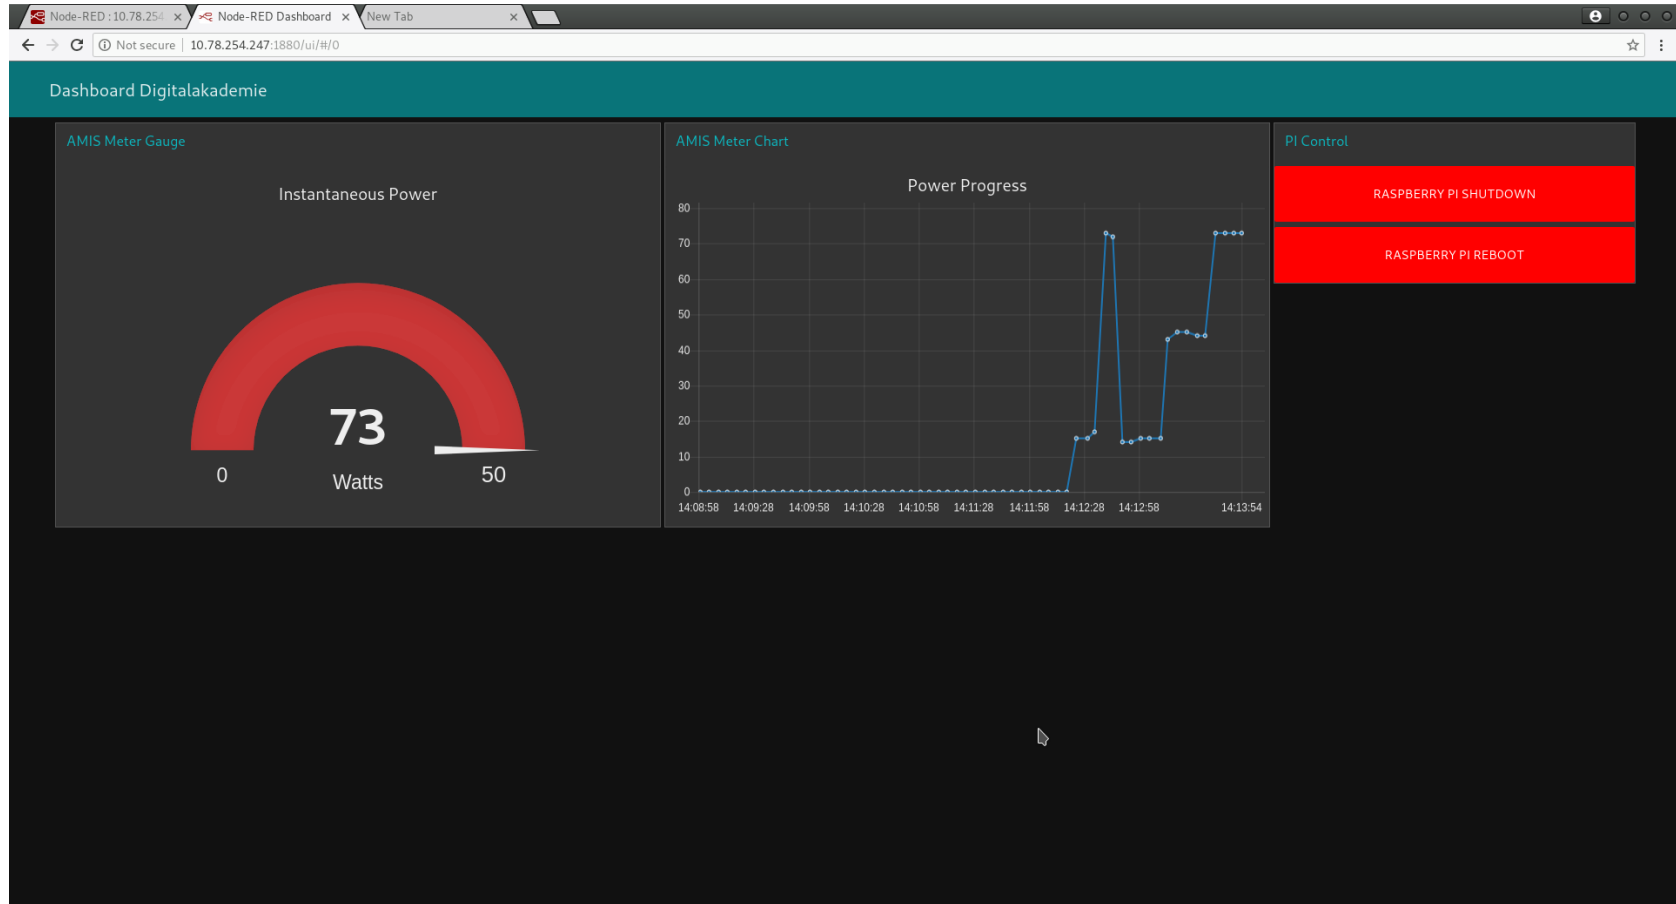 Node-RED : 10.78.254
Node-RED Dashboard
New Tab
Not secure | 10.78.254.247:1880/ui/#/0
Dashboard Digitalakademie
AMIS Meter Gauge
Instantaneous Power
73
0
Watts
50
AMIS Meter Chart
Power Progress
80
70
60
50
40
30
20
10
0
14:08:58 14:09:28 14:09:58 14:10:28 14:10:58 14:11:28 14:11:58 14:12:28 14:12:58 14:13:54
PI Control
RASPBERRY PI SHUTDOWN
RASPBERRY PI REBOOT